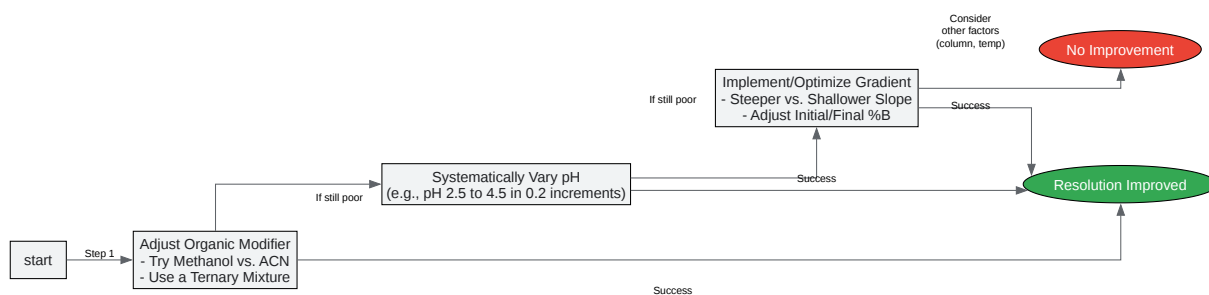 Consider
other factors
(column, temp)
No Improvement
Implement/Optimize Gradient
- Steeper vs. Shallower Slope
- Adjust Initial/Final %B
If still poor
Success
Systematically Vary pH
(e.g., pH 2.5 to 4.5 in 0.2 increments)
If still poor
Success
Resolution Improved
start
Step 1
Adjust Organic Modifier
- Try Methanol vs. ACN
- Use a Ternary Mixture
Success